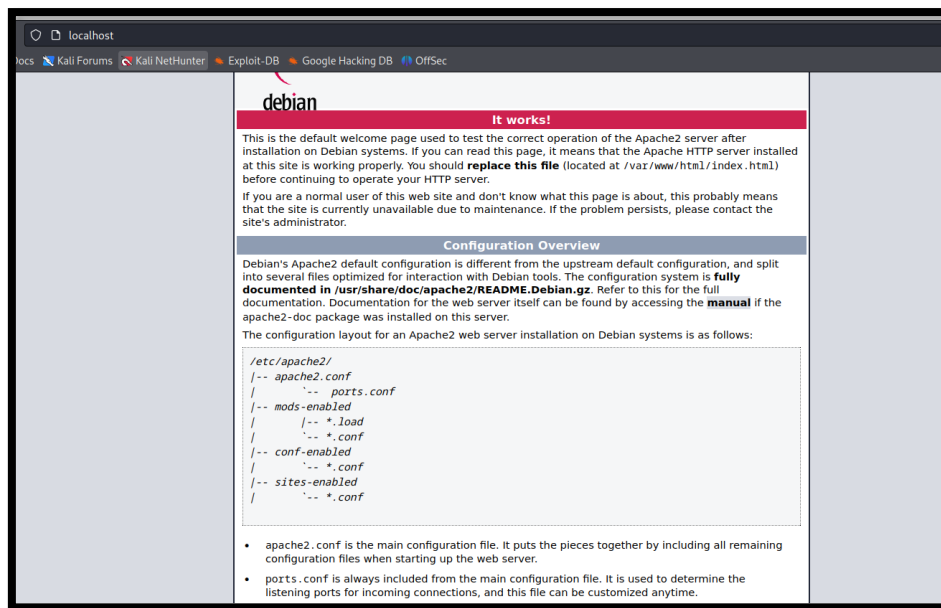 localhost
Docs Kali Forums Kali NetHunter Exploit-DB Google Hacking DB OffSec
debian
It works!
This is the default welcome page used to test the correct operation of the Apache2 server after
installation on Debian systems. If you can read this page, it means that the Apache HTTP server installed
at this site is working properly. You should replace this file (located at /var/www/html/index.html)
before continuing to operate your HTTP server.
If you are a normal user of this web site and don't know what this page is about, this probably means
that the site is currently unavailable due to maintenance. If the problem persists, please contact the
site's administrator.
Configuration Overview
Debian's Apache2 default configuration is different from the upstream default configuration, and split
into several files optimized for interaction with Debian tools. The configuration system is fully
documented in /usr/share/doc/apache2/README.Debian.gz. Refer to this for the full
documentation. Documentation for the web server itself can be found by accessing the manual if the
apache2-doc package was installed on this server.
The configuration layout for an Apache2 web server installation on Debian systems is as follows:
/etc/apache2/
|-- apache2.conf
|       `--  ports.conf
|-- mods-enabled
|       |-- *.load
|       `-- *.conf
|-- conf-enabled
|       `-- *.conf
|-- sites-enabled
|       `-- *.conf
• apache2.conf is the main configuration file. It puts the pieces together by including all remaining
configuration files when starting up the web server.
• ports.conf is always included from the main configuration file. It is used to determine the
listening ports for incoming connections, and this file can be customized anytime.